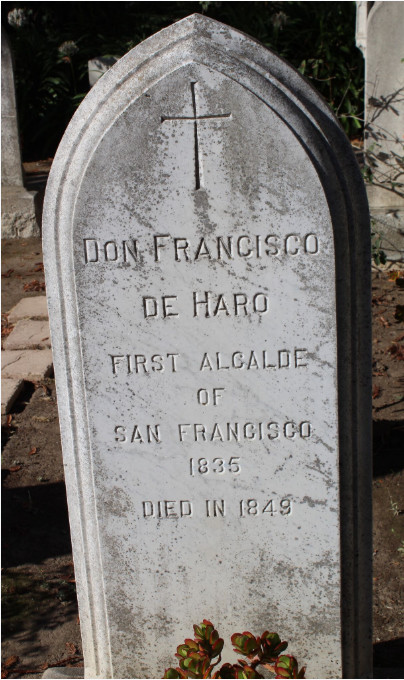 DON FRANCISCO
DE HARO
FIRST ALCALDE
OF
SAN FRANCISCO
1835
DIED IN 1849